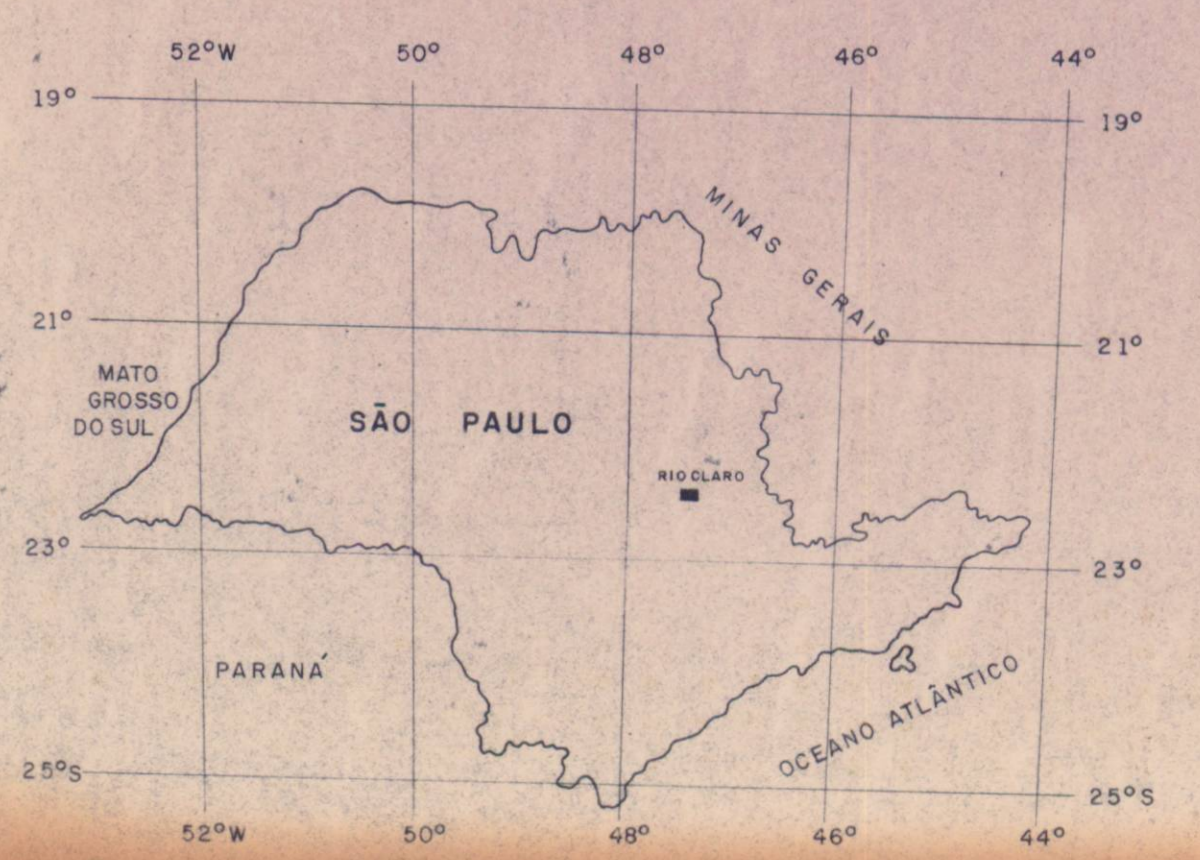 52°W 50° 48° 46° 44°
19° 19°
MINAS GERAIS
21° 21°
MATO
GROSSO
DO SUL
SÃO PAULO
RIO CLARO
23° 23°
PARANÁ
OCEANO ATLÂNTICO
25°S 25°S
52°W 50° 48° 46° 44°